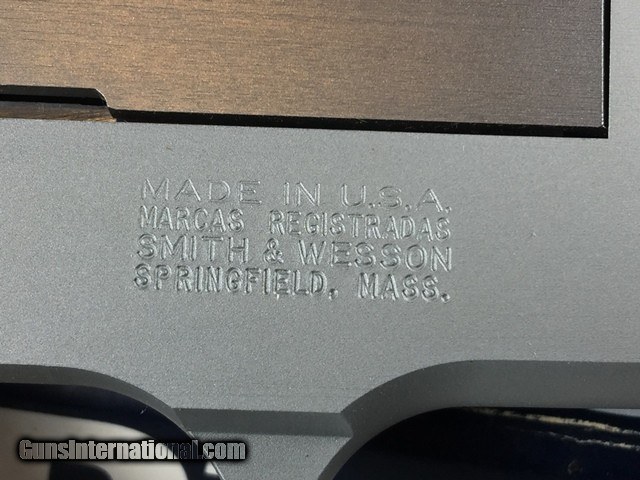 MADE IN U.S.A.
MARCAS REGISTRADAS
SMITH & WESSON
SPRINGFIELD, MASS.
GunsInternational.com